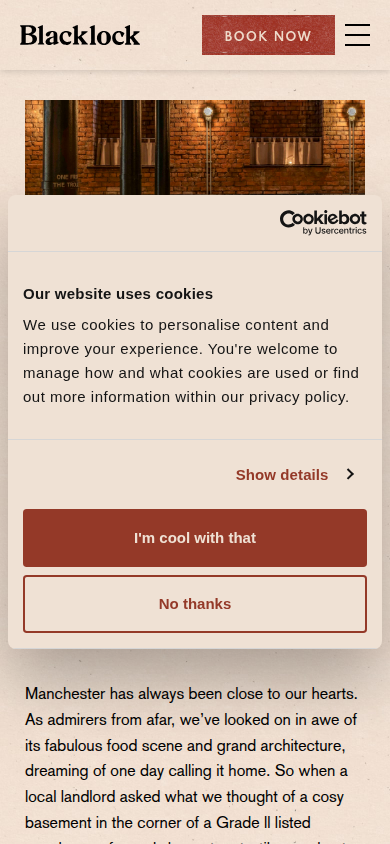 Blacklock
BOOK NOW
Cookiebot
by Usercentrics
Our website uses cookies
We use cookies to personalise content and
improve your experience. You're welcome to
manage how and what cookies are used or find
out more information within our privacy policy.
Show details
I'm cool with that
No thanks
Manchester has always been close to our hearts.
As admirers from afar, we’ve looked on in awe of
its fabulous food scene and grand architecture,
dreaming of one day calling it home. So when a
local landlord asked what we thought of a cosy
basement in the corner of a Grade II listed